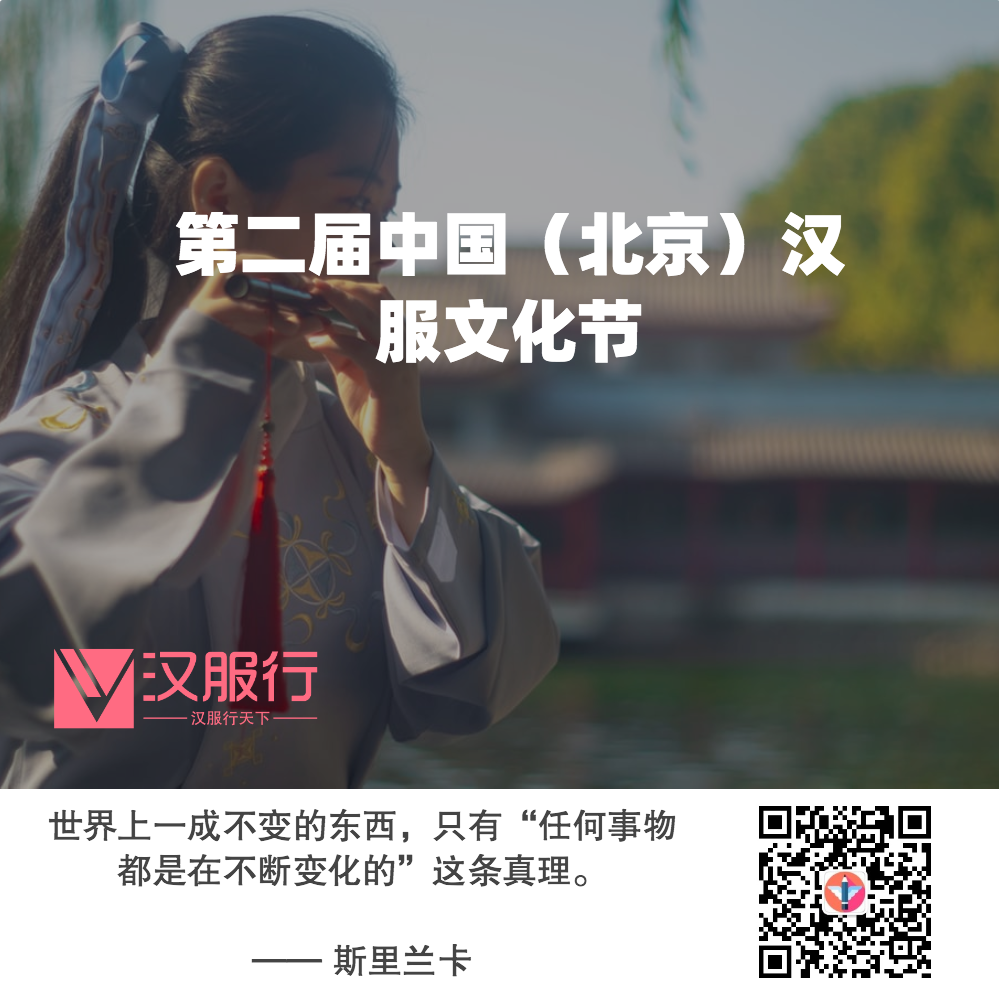 第二届中国（北京）汉
服文化节
汉服行
汉服行天下
世界上一成不变的东西，只有“任何事物
都是在不断变化的”这条真理。
—— 斯里兰卡